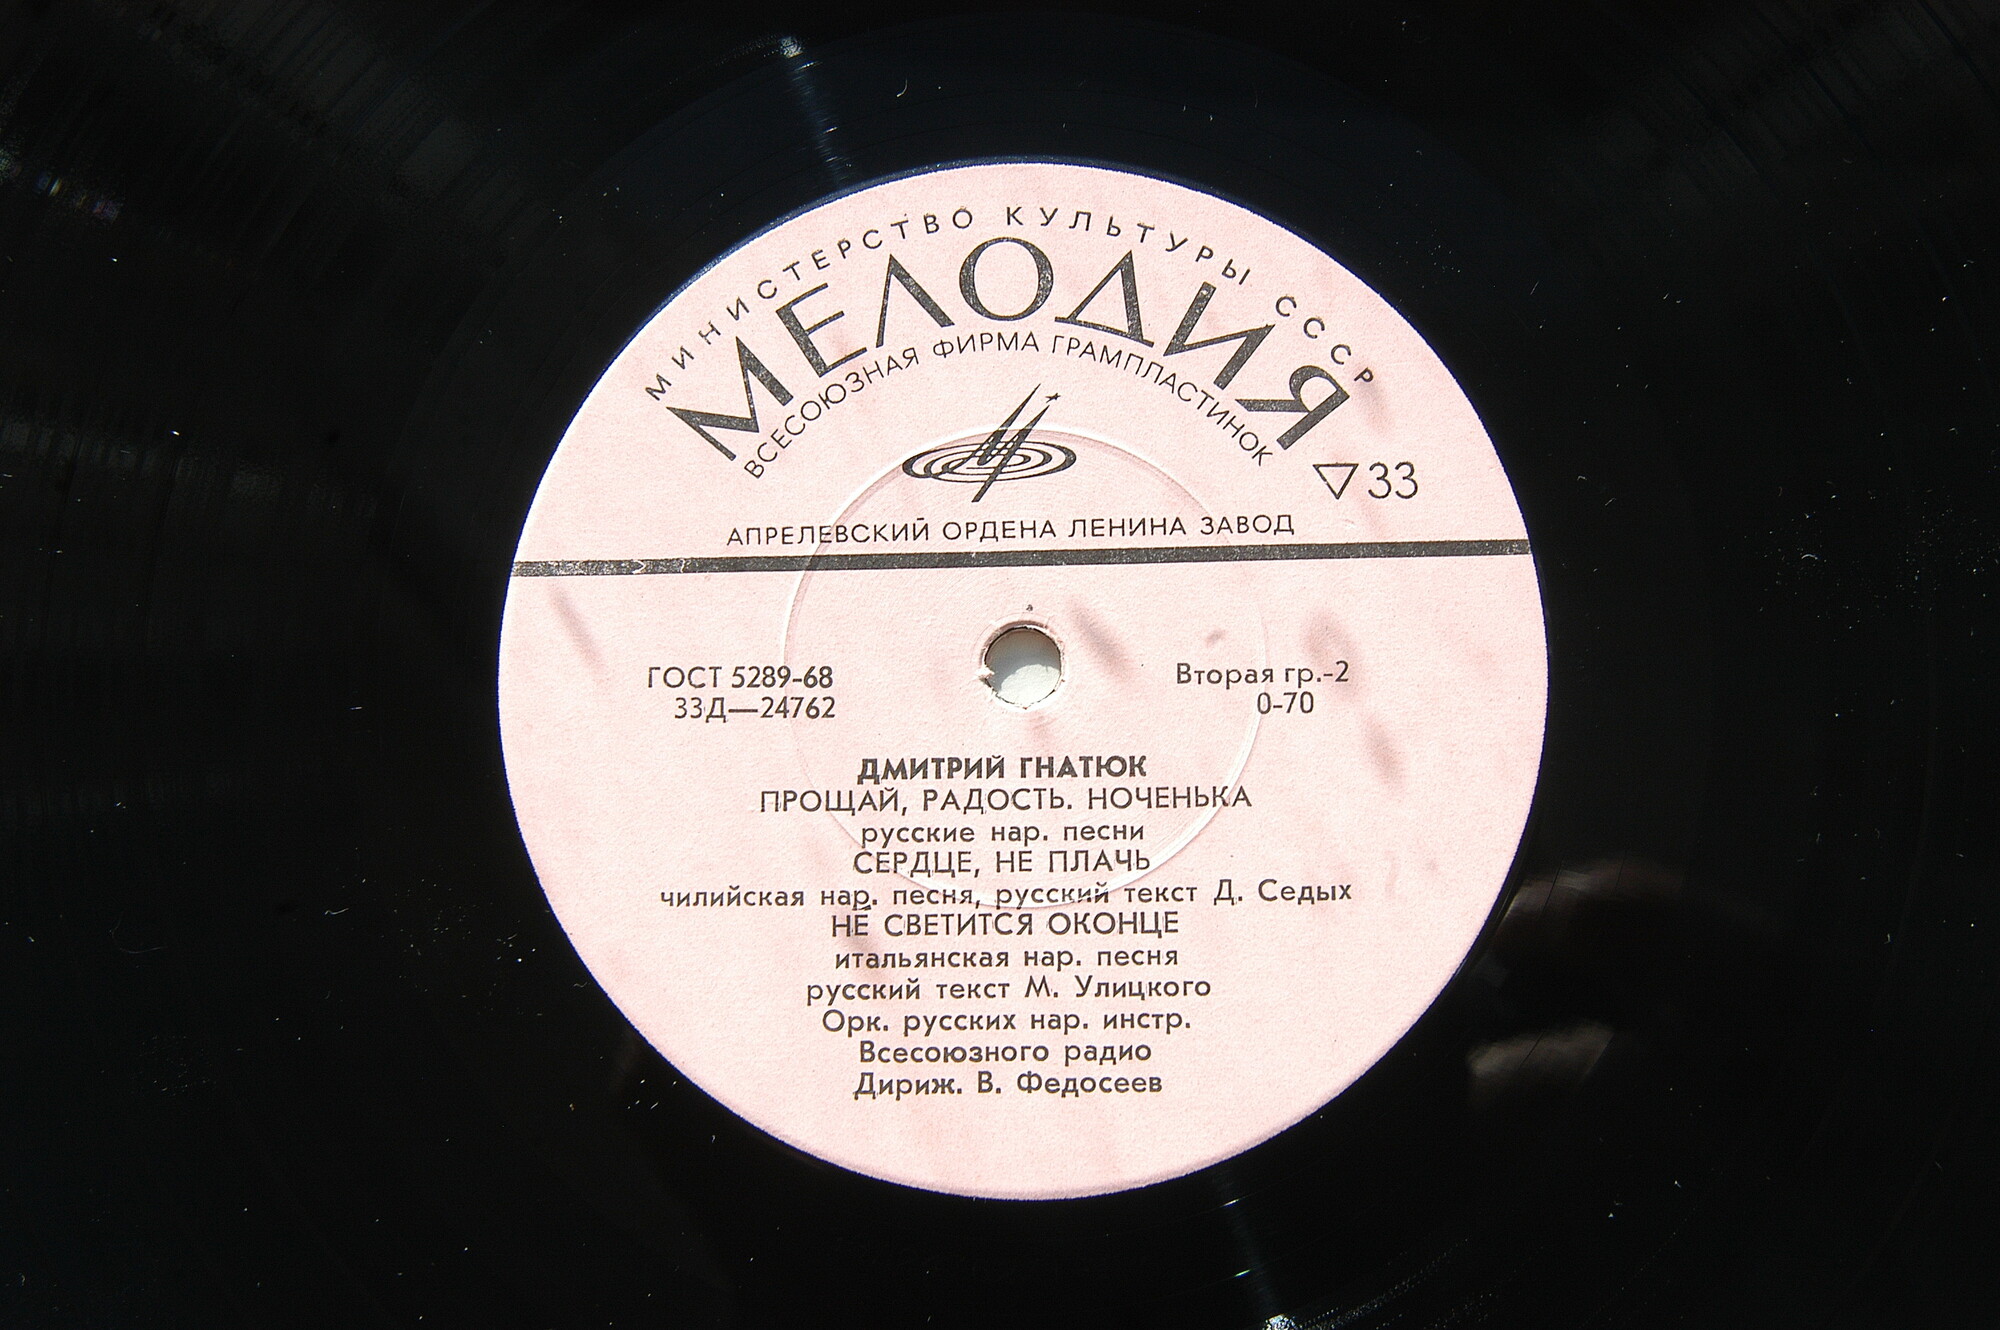 МИНИСТЕРСТВО КУЛЬТУРЫ СССР
МЕЛОДИЯ
ВСЕСОЮЗНАЯ ФИРМА ГРАМПЛАСТИНОК
▽33
АПРЕЛЕВСКИЙ ОРДЕНА ЛЕНИНА ЗАВОД
ГОСТ 5289-68
33Д—24762
Вторая гр.-2
0-70
ДМИТРИЙ ГНАТЮК
ПРОЩАЙ, РАДОСТЬ. НОЧЕНЬКА
русские нар. песни
СЕРДЦЕ, НЕ ПЛАЧЬ
чилийская нар. песня, русский текст Д. Седых
НЕ СВЕТИТСЯ ОКОНЦЕ
итальянская нар. песня
русский текст М. Улицкого
Орк. русских нар. инстр.
Всесоюзного радио
Дириж. В. Федосеев